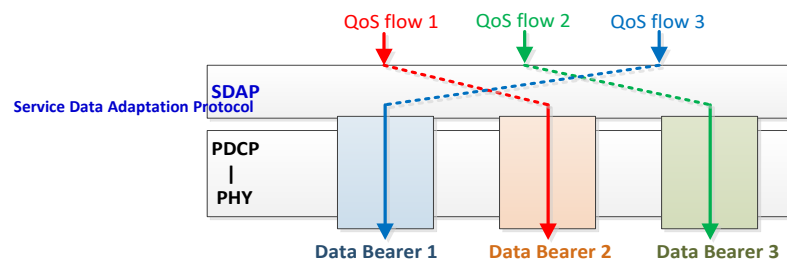 QoS flow 1
QoS flow 2
QoS flow 3
SDAP
Service Data Adaptation Protocol
PDCP
|
PHY
Data Bearer 1
Data Bearer 2
Data Bearer 3